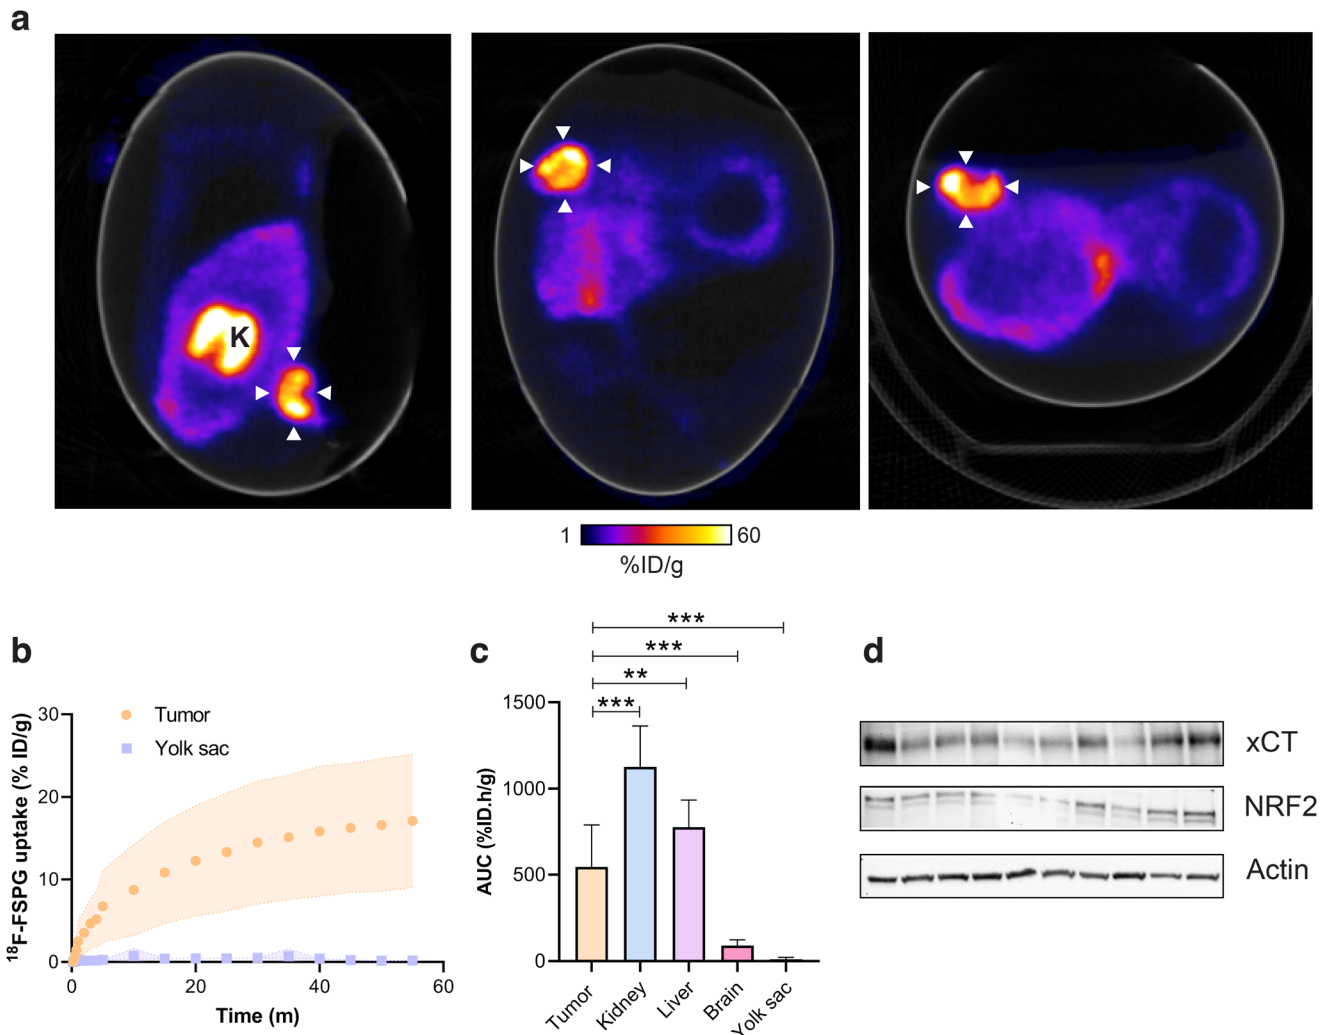 a
K
1 60
%ID/g
b
¹⁸F-FSPG uptake (% ID/g)
30
20
10
0
Tumor
Yolk sac
0 20 40 60
Time (m)
c
***
***
**
***
AUC (%ID.h/g)
1500
1000
500
0
Tumor
Kidney
Liver
Brain
Yolk sac
d
xCT
NRF2
Actin